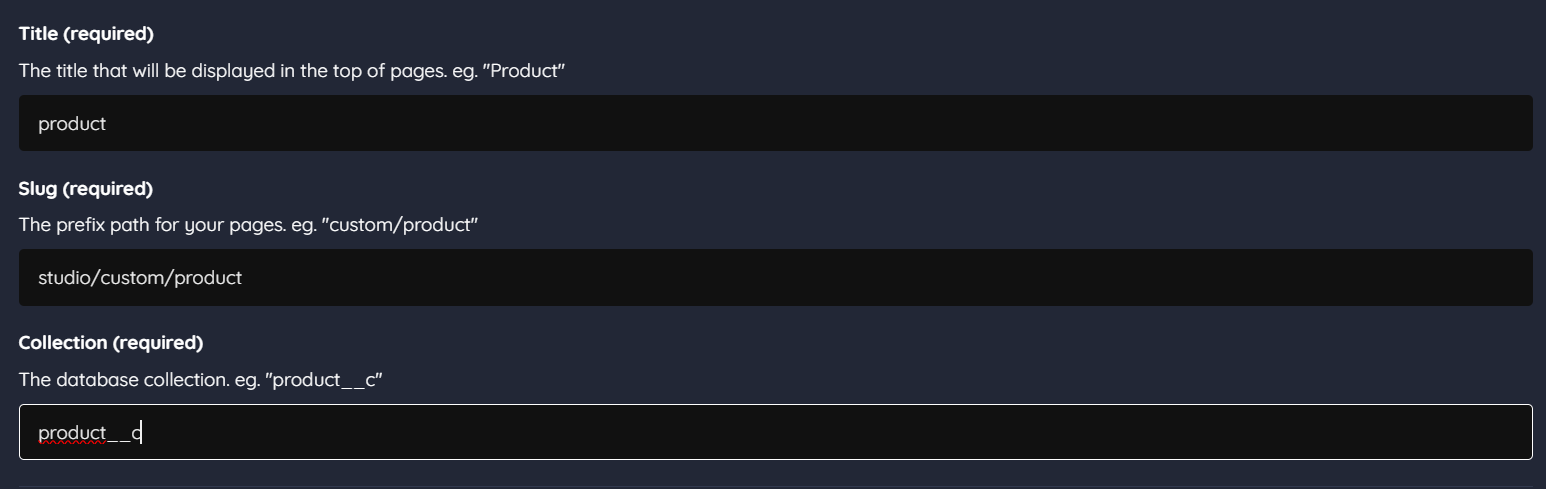 Title (required)
The title that will be displayed in the top of pages. eg. "Product"
product
Slug (required)
The prefix path for your pages. eg. "custom/product"
studio/custom/product
Collection (required)
The database collection. eg. "product__c"
product__c